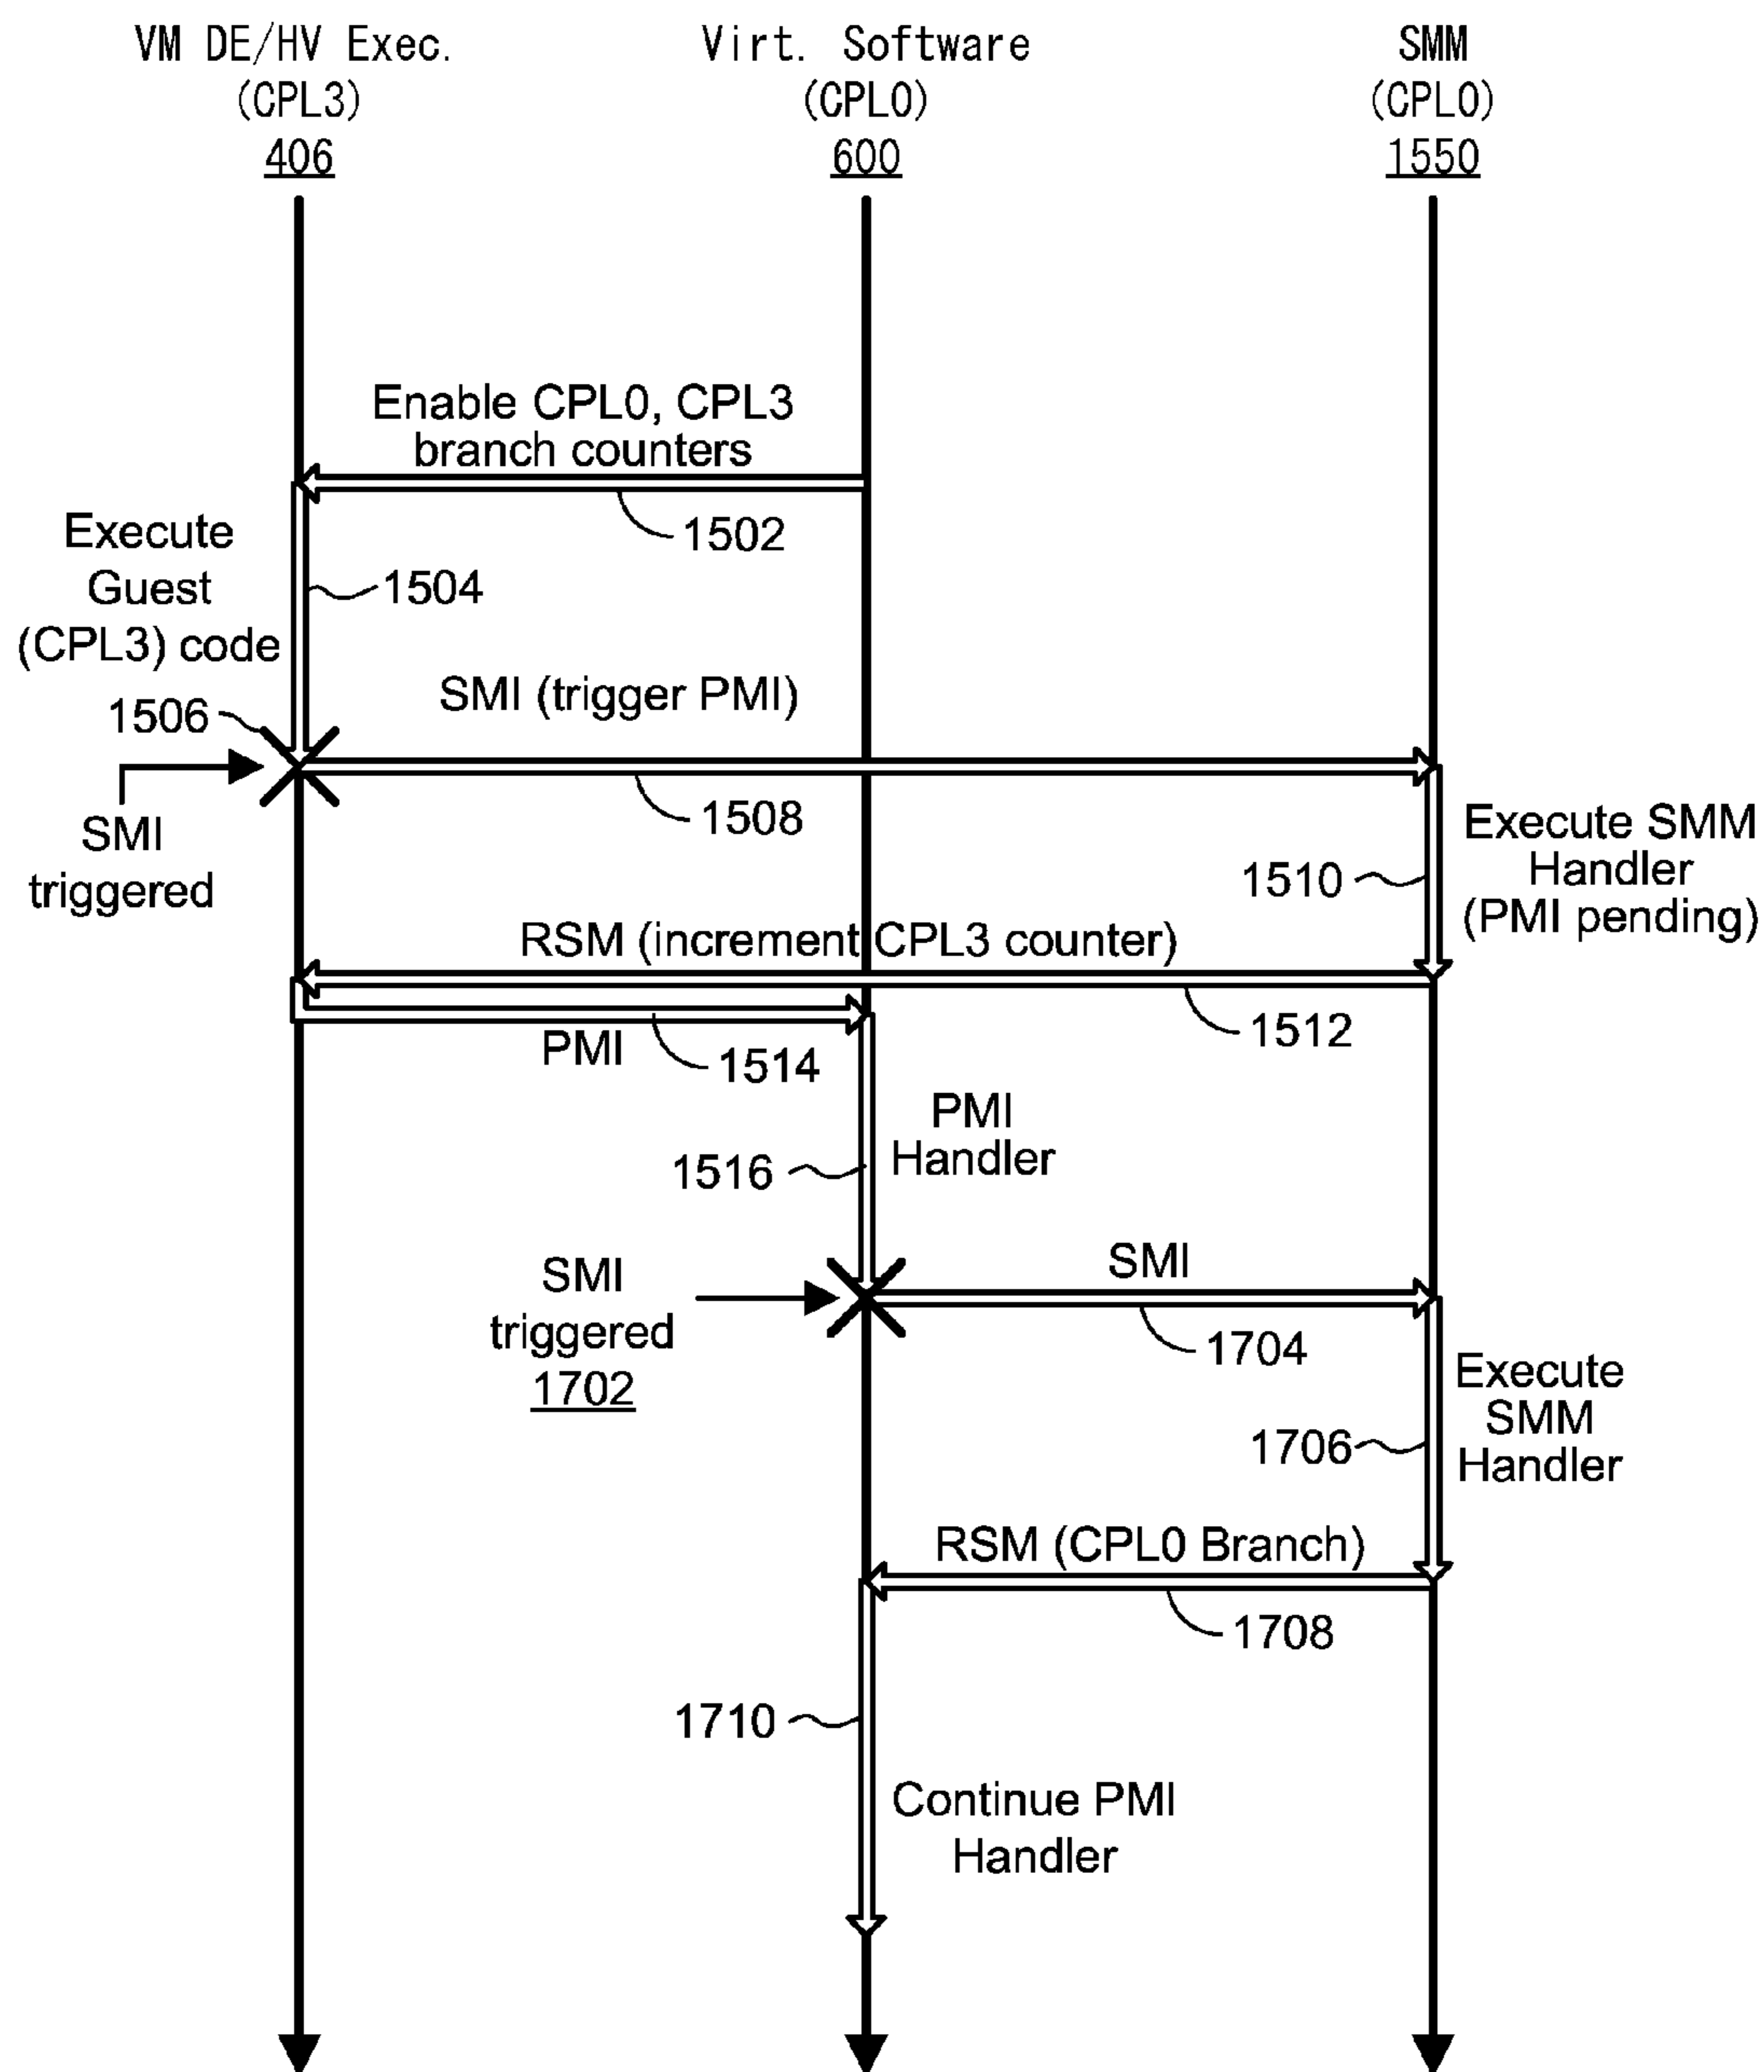 VM DE/HV Exec.
(CPL3)
406
Virt. Software
(CPL0)
600
SMM
(CPL0)
1550
Enable CPL0, CPL3
branch counters
1502
Execute
Guest
(CPL3) code
1504
1506
SMI (trigger PMI)
1508
SMI
triggered
Execute SMM
Handler
(PMI pending)
1510
RSM (increment CPL3 counter)
1512
PMI
1514
PMI
Handler
1516
SMI
triggered
1702
SMI
1704
Execute
SMM
Handler
1706
RSM (CPL0 Branch)
1708
1710
Continue PMI
Handler